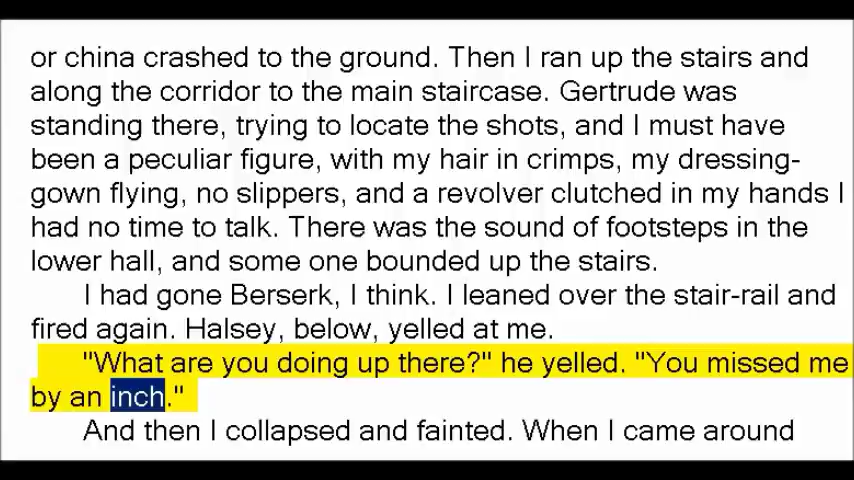 or china crashed to the ground. Then I ran up the stairs and
along the corridor to the main staircase. Gertrude was
standing there, trying to locate the shots, and I must have
been a peculiar figure, with my hair in crimps, my dressing-
gown flying, no slippers, and a revolver clutched in my hands I
had no time to talk. There was the sound of footsteps in the
lower hall, and some one bounded up the stairs.
I had gone Berserk, I think. I leaned over the stair-rail and
fired again. Halsey, below, yelled at me.
"What are you doing up there?" he yelled. "You missed me
by an inch."
And then I collapsed and fainted. When I came around